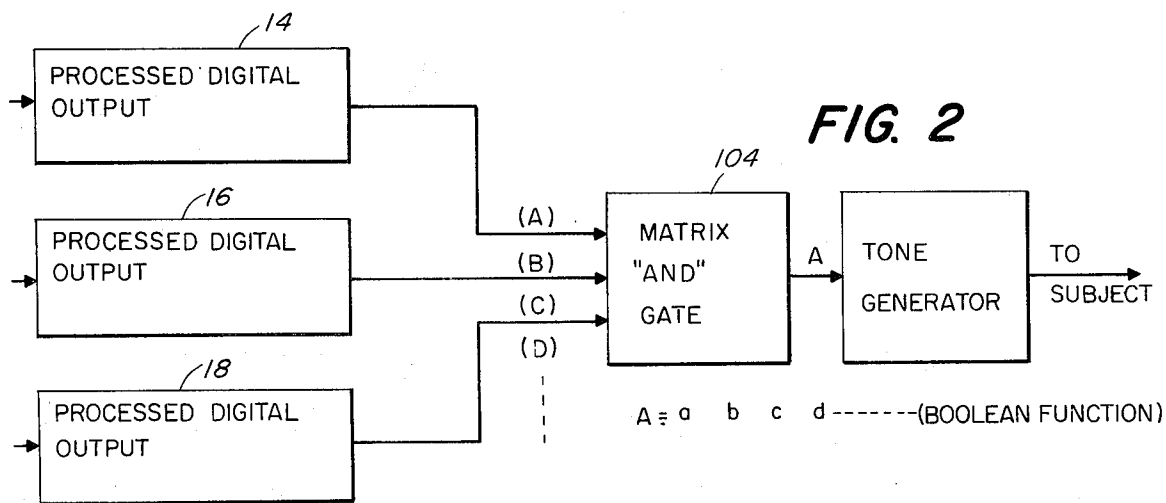 14
PROCESSED DIGITAL
OUTPUT
FIG. 2
16
PROCESSED DIGITAL
OUTPUT
18
PROCESSED DIGITAL
OUTPUT
(A)
(B)
(C)
(D)
104
MATRIX
"AND"
GATE
A
TONE
GENERATOR
TO
SUBJECT
A = a b c d ------(BOOLEAN FUNCTION)